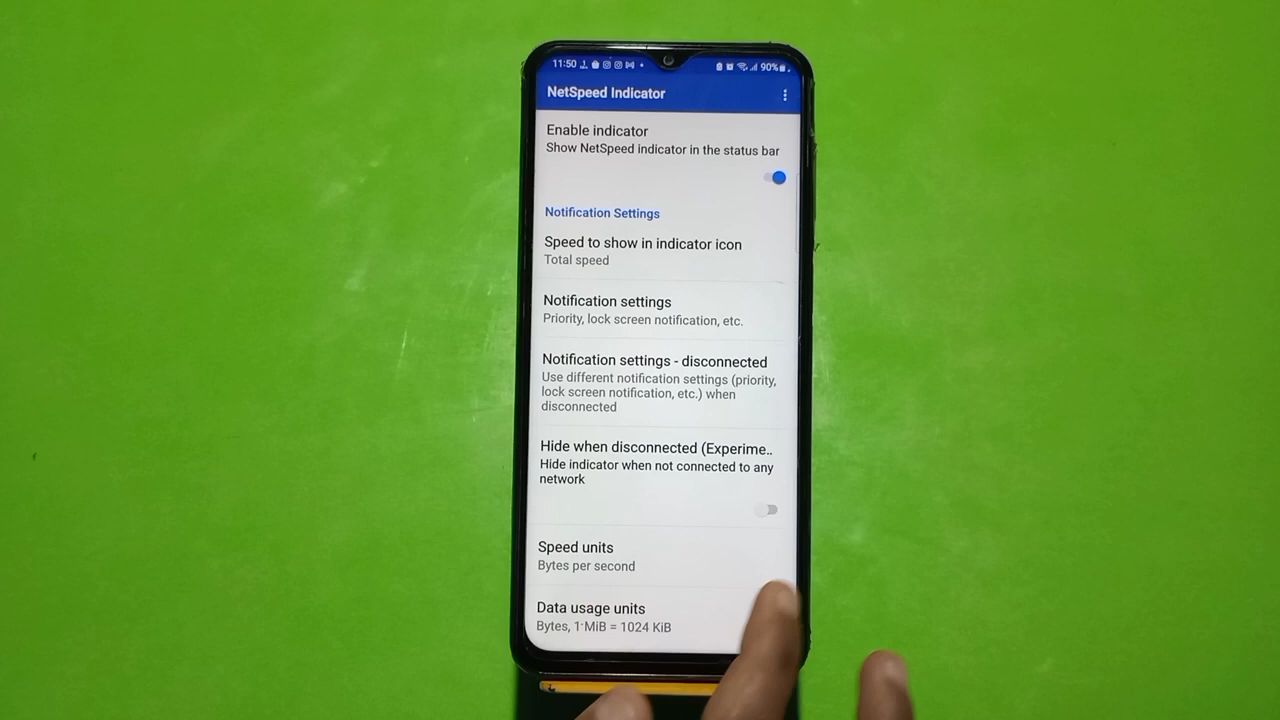 11:50
90%
NetSpeed Indicator
Enable indicator
Show NetSpeed indicator in the status bar
Notification Settings
Speed to show in indicator icon
Total speed
Notification settings
Priority, lock screen notification, etc.
Notification settings - disconnected
Use different notification settings (priority,
lock screen notification, etc.) when
disconnected
Hide when disconnected (Experime..
Hide indicator when not connected to any
network
Speed units
Bytes per second
Data usage units
Bytes, 1 MiB = 1024 KiB